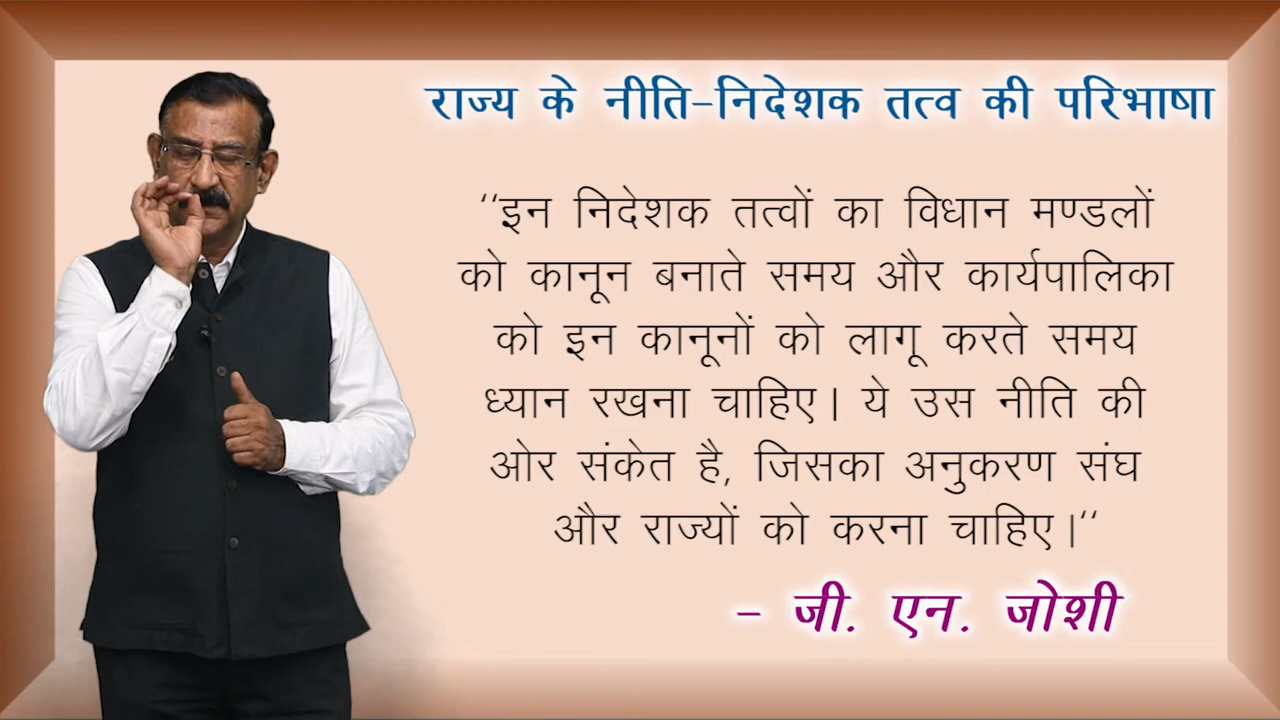 राज्य के नीति-निदेशक तत्व की परिभाषा
‘‘इन निदेशक तत्वों का विधान मण्डलों
को कानून बनाते समय और कार्यपालिका
को इन कानूनों को लागू करते समय
ध्यान रखना चाहिए। ये उस नीति की
ओर संकेत है, जिसका अनुकरण संघ
और राज्यों को करना चाहिए।‘‘
- जी. एन. जोशी